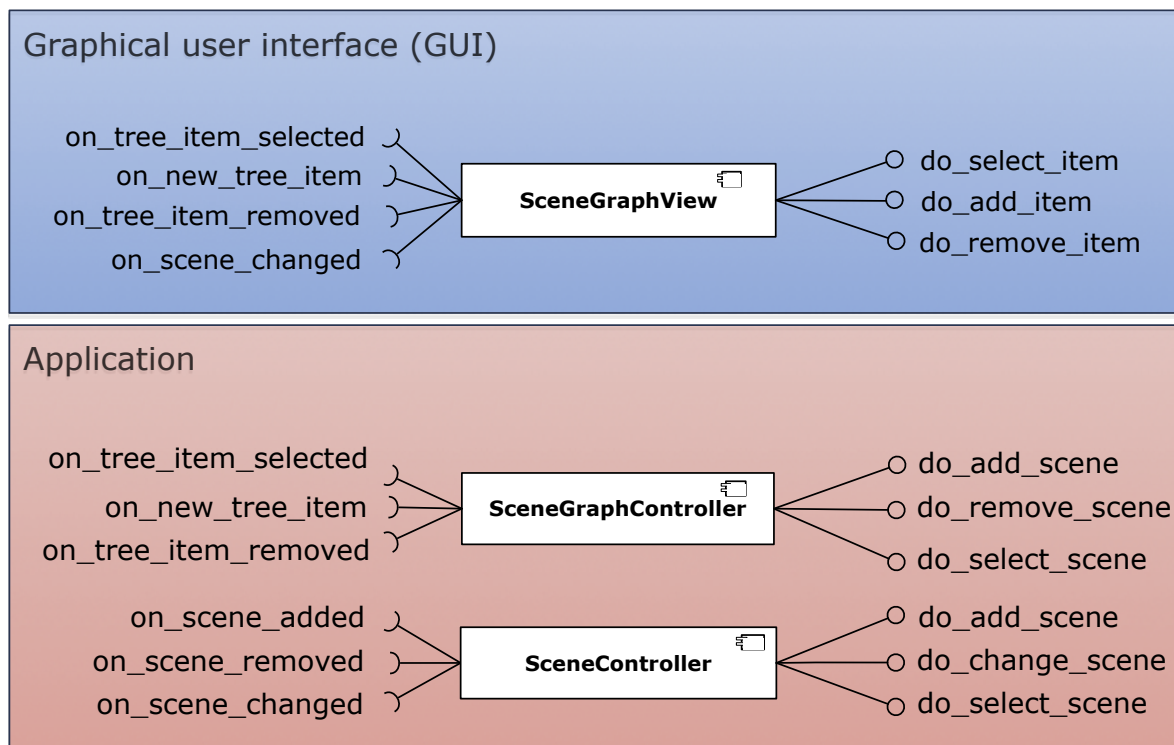 Graphical user interface (GUI)
on_tree_item_selected
on_new_tree_item
on_tree_item_removed
on_scene_changed
SceneGraphView
do_select_item
do_add_item
do_remove_item
Application
on_tree_item_selected
on_new_tree_item
on_tree_item_removed
SceneGraphController
do_add_scene
do_remove_scene
do_select_scene
on_scene_added
on_scene_removed
on_scene_changed
SceneController
do_add_scene
do_change_scene
do_select_scene